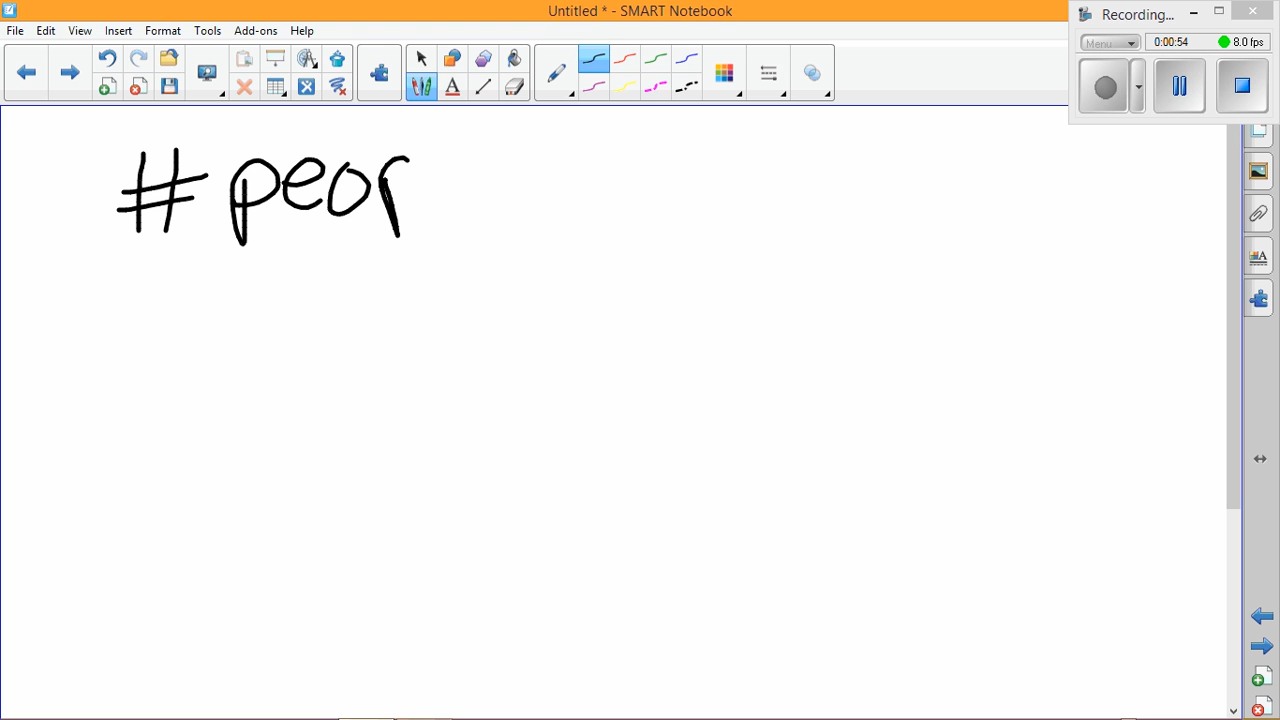 Untitled * - SMART Notebook
Recording...
File Edit View Insert Format Tools Add-ons Help
Menu 0:00:54 8.0 fps
# peor